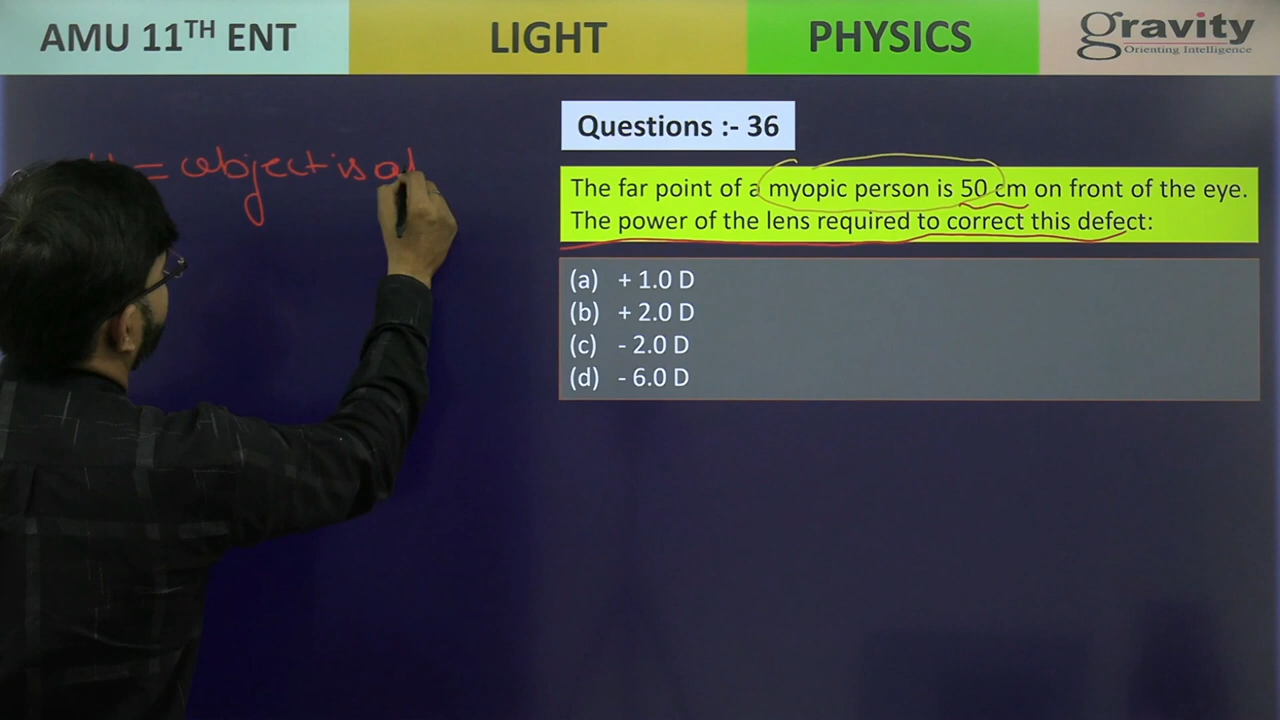 AMU 11TH ENT
LIGHT
PHYSICS
gravity
Orienting Intelligence
Questions :- 36
= object is at
The far point of a myopic person is 50 cm on front of the eye.
The power of the lens required to correct this defect:
(a) + 1.0 D
(b) + 2.0 D
(c) - 2.0 D
(d) - 6.0 D